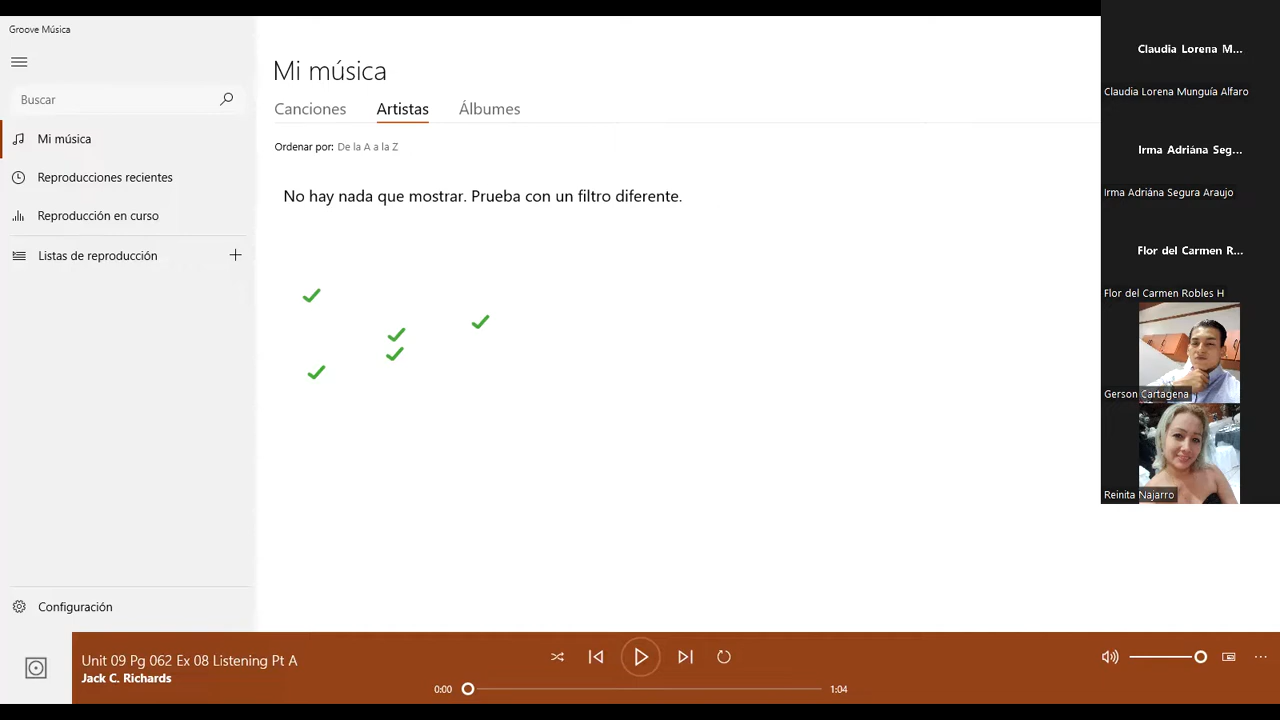 Groove Música
Buscar
Mi música
Reproducciones recientes
Reproducción en curso
Listas de reproducción
Configuración
Mi música
Canciones Artistas Álbumes
Ordenar por: De la A a la Z
No hay nada que mostrar. Prueba con un filtro diferente.
Claudia Lorena M...
Claudia Lorena Munguía Alfaro
Irma Adriána Seg...
Irma Adriána Segura Araujo
Flor del Carmen R...
Flor del Carmen Robles H
Gerson Cartagena
Reinita Najarro
Unit 09 Pg 062 Ex 08 Listening Pt A
Jack C. Richards
0:00
1:04